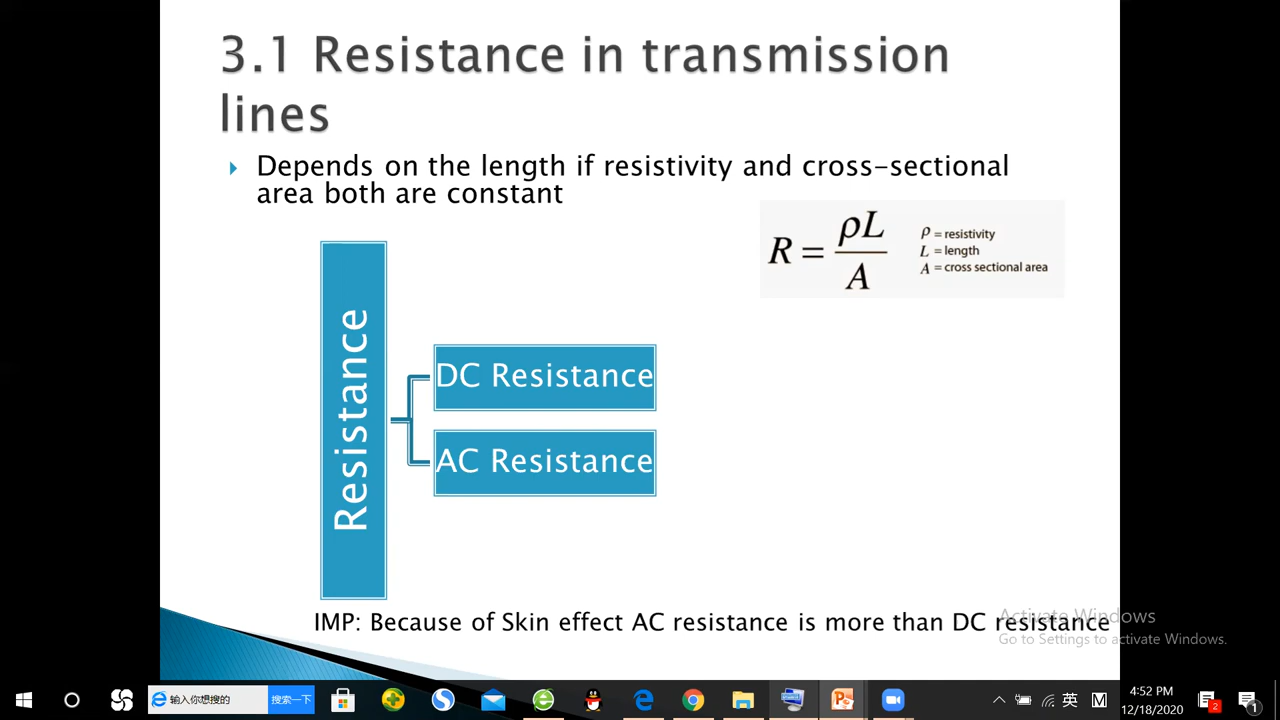 3.1 Resistance in transmission
lines
Depends on the length if resistivity and cross-sectional
area both are constant
R = ρL / A
ρ = resistivity
L = length
A = cross sectional area
Resistance
DC Resistance
AC Resistance
IMP: Because of Skin effect AC resistance is more than DC resistance
Activate Windows
Go to Settings to activate Windows.
输入你想搜的
搜索一下
英
M
4:52 PM
12/18/2020
2
1